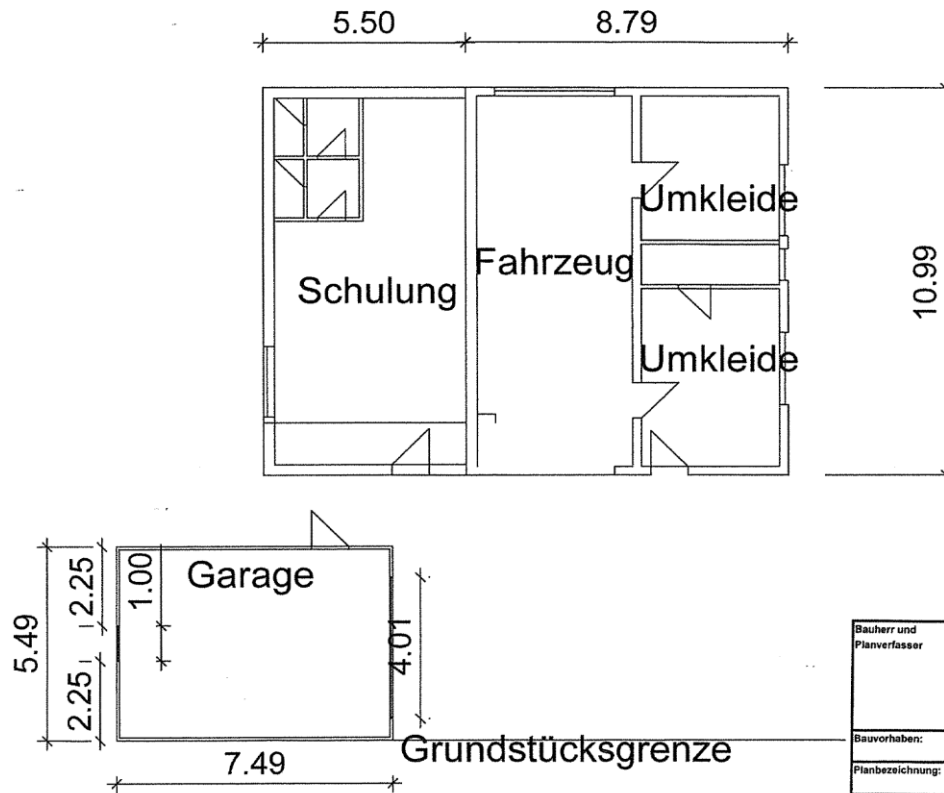 5.50
8.79
Umkleide
Fahrzeug
Schulung
10.99
Umkleide
Garage
2.25
1.00
5.49
4.01
2.25
7.49
Grundstücksgrenze
Bauherr und
Planverfasser
Bauvorhaben:
Planbezeichnung: